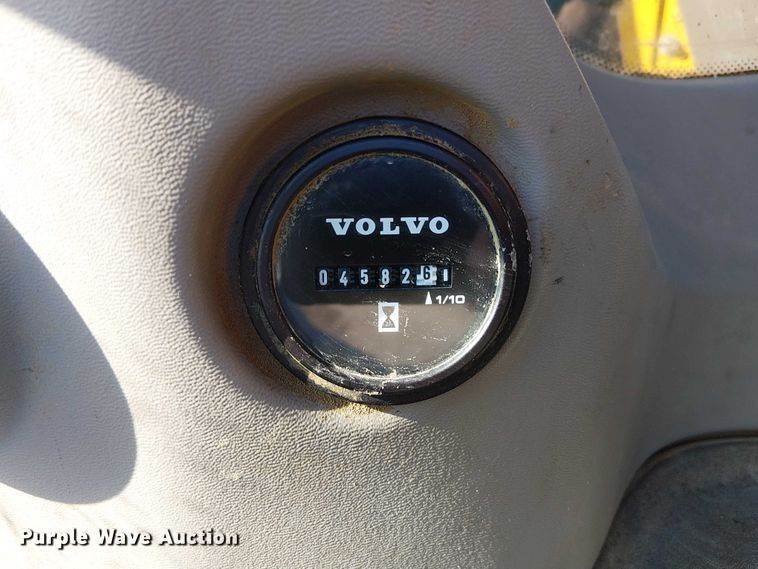 VOLVO
0458261
1/10
Purple Wave Auction